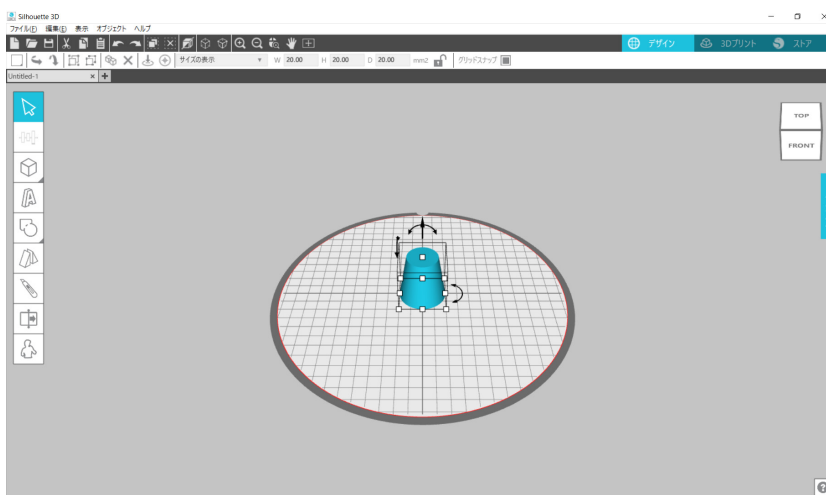 Silhouette 3D
ファイル(F) 編集(E) 表示 オブジェクト ヘルプ
デザイン 3Dプリント ストア
サイズの表示 W 20.00 H 20.00 D 20.00 mm2 グリッドスナップ
Untitled-1
TOP
FRONT